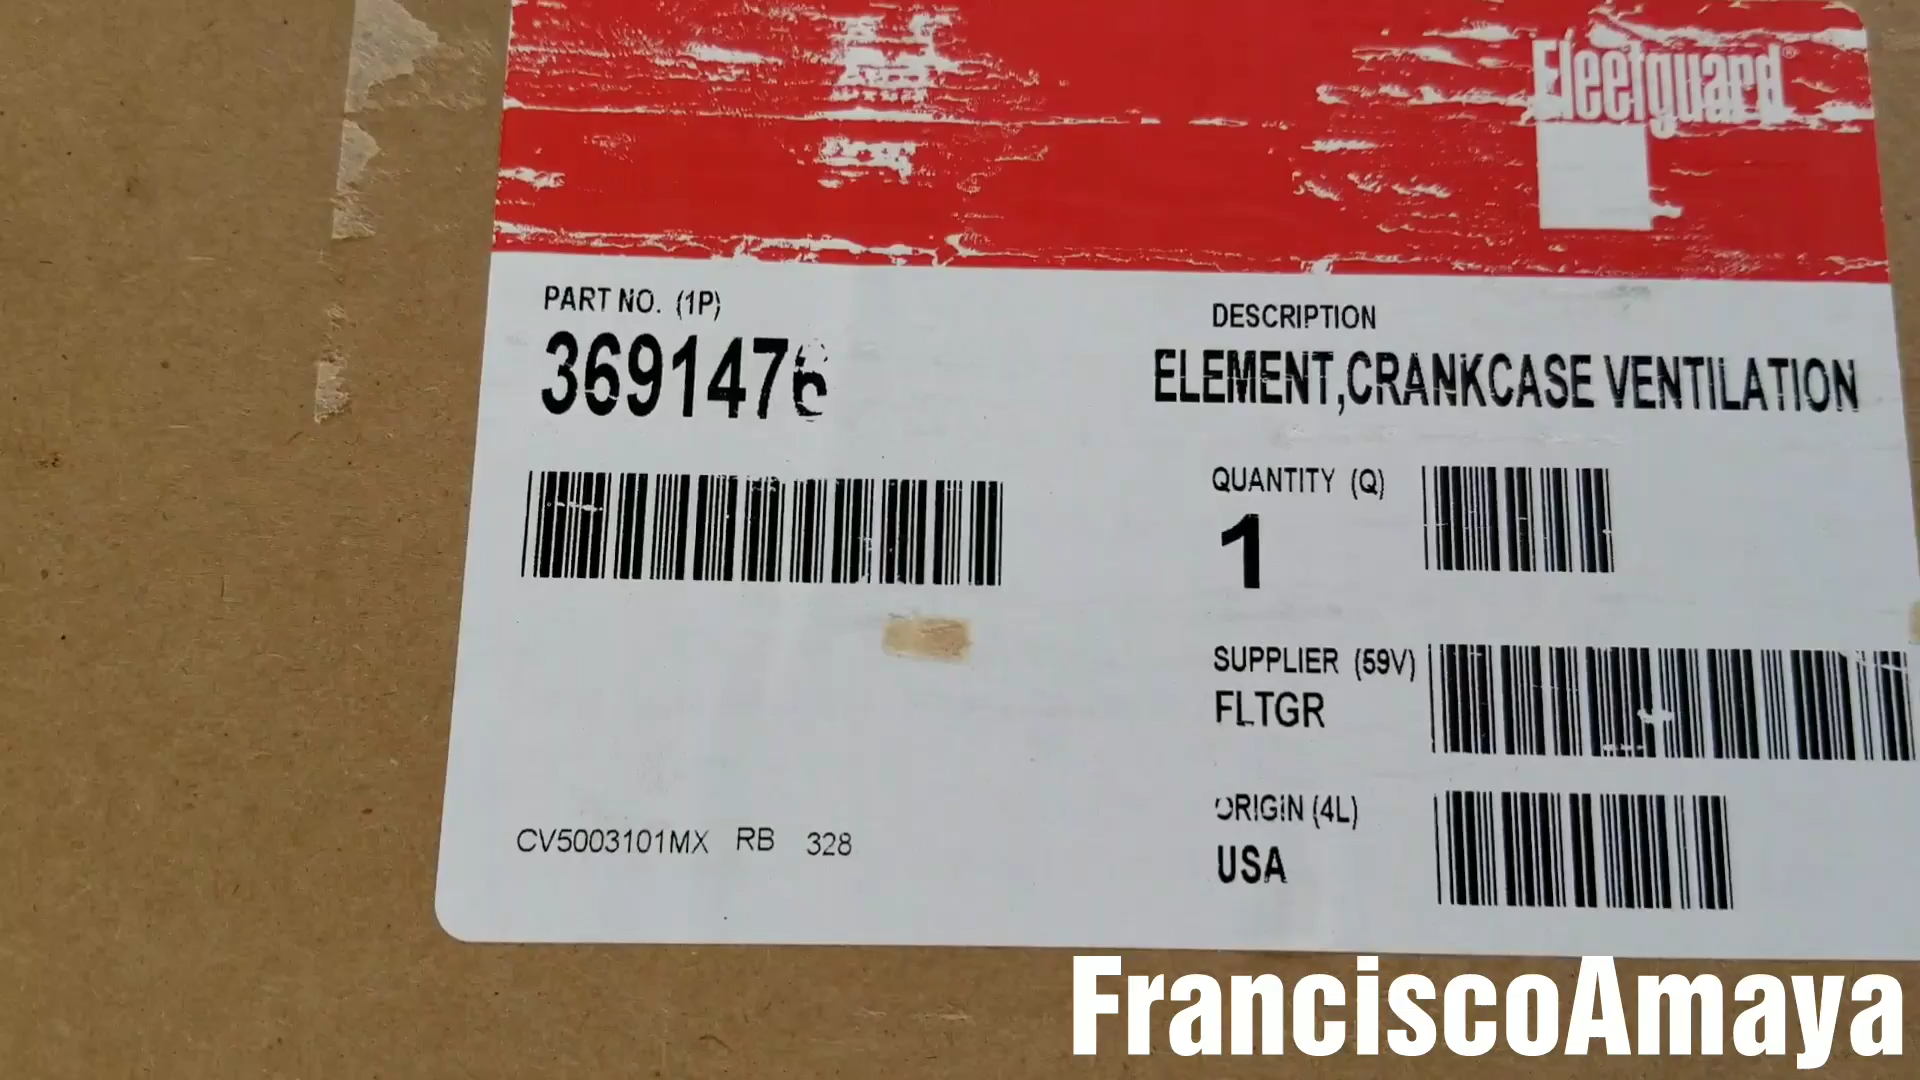 Fleetguard®
PART NO. (1P)
3691476
DESCRIPTION
ELEMENT,CRANKCASE VENTILATION
QUANTITY (Q)
1
SUPPLIER (59V)
FLTGR
ORIGIN (4L)
USA
CV5003101MX RB 328
FranciscoAmaya